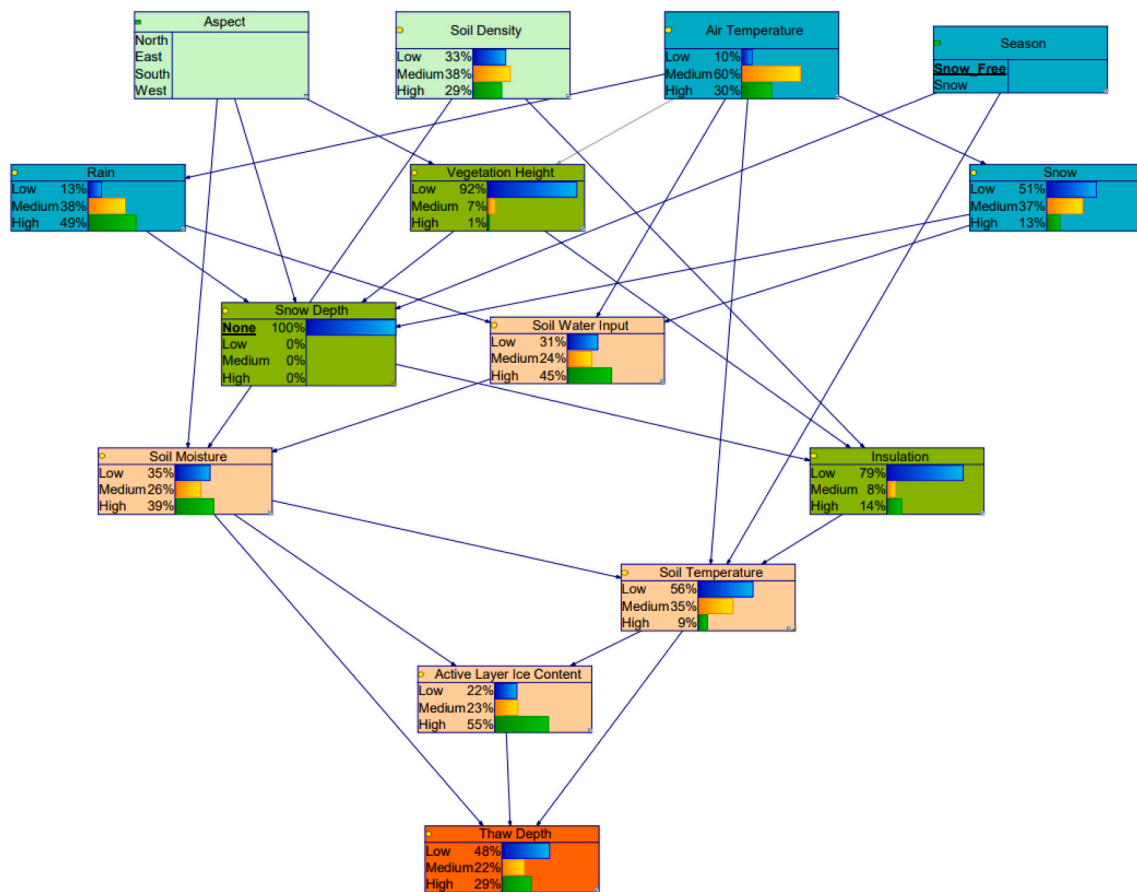 Aspect
North
East
South
West
Soil Density
Low 33%
Medium 38%
High 29%
Air Temperature
Low 10%
Medium 60%
High 30%
Season
Snow_Free
Snow
Rain
Low 13%
Medium 38%
High 49%
Vegetation Height
Low 92%
Medium 7%
High 1%
Snow
Low 51%
Medium 37%
High 13%
Snow Depth
None 100%
Low 0%
Medium 0%
High 0%
Soil Water Input
Low 31%
Medium 24%
High 45%
Soil Moisture
Low 35%
Medium 26%
High 39%
Insulation
Low 79%
Medium 8%
High 14%
Soil Temperature
Low 56%
Medium 35%
High 9%
Active Layer Ice Content
Low 22%
Medium 23%
High 55%
Thaw Depth
Low 48%
Medium 22%
High 29%